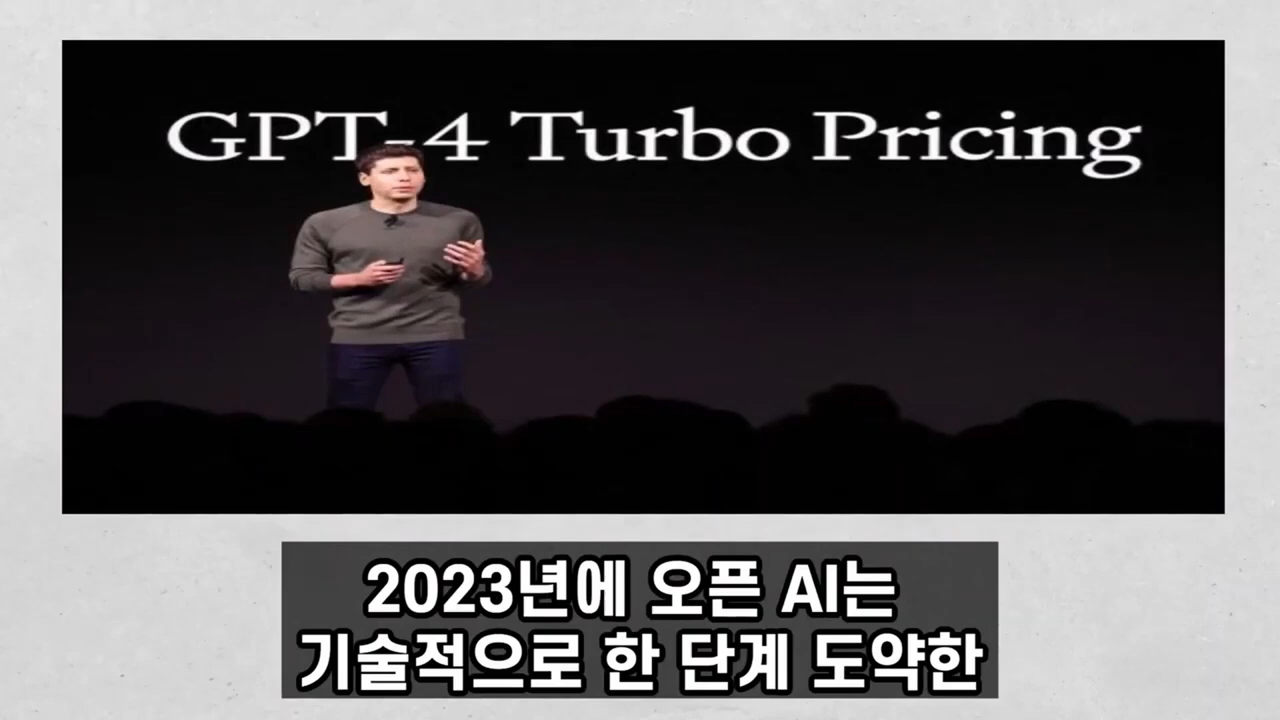 GPT-4 Turbo Pricing
2023년에 오픈 AI는
기술적으로 한 단계 도약한